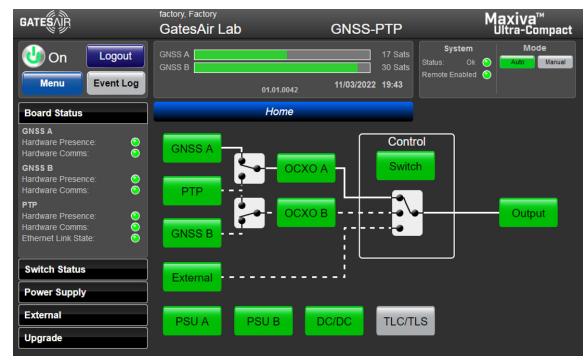 GATESAIR
factory, Factory
GatesAir Lab
GNSS-PTP
Maxiva™
Ultra-Compact
On
Logout
Menu
Event Log
GNSS A
17 Sats
GNSS B
30 Sats
01.01.0042
11/03/2022 19:43
System
Status: Ok
Remote Enabled
Mode
Auto
Manual
Board Status
GNSS A
Hardware Presence:
Hardware Comms:
GNSS B
Hardware Presence:
Hardware Comms:
PTP
Hardware Presence:
Hardware Comms:
Ethernet Link State:
Switch Status
Power Supply
External
Upgrade
Home
GNSS A
PTP
GNSS B
External
OCXO A
OCXO B
Control
Switch
Output
PSU A
PSU B
DC/DC
TLC/TLS